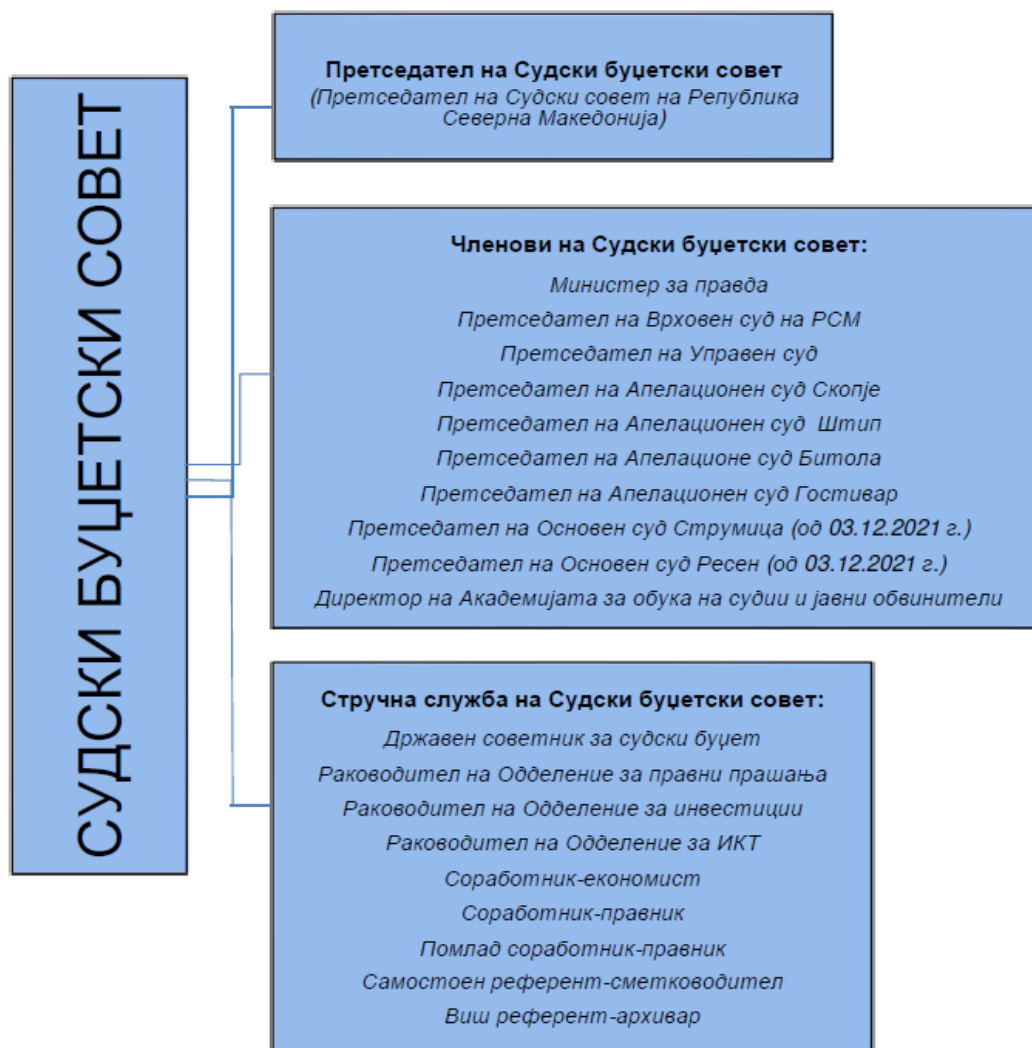 СУДСКИ БУЏЕТСКИ СОВЕТ
Претседател на Судски буџетски совет
(Претседател на Судски совет на Република
Северна Македонија)
Членови на Судски буџетски совет:
Министер за правда
Претседател на Врховен суд на РСМ
Претседател на Управен суд
Претседател на Апелационен суд Скопје
Претседател на Апелационен суд Штип
Претседател на Апелационе суд Битола
Претседател на Апелационен суд Гостивар
Претседател на Основен суд Струмица (од 03.12.2021 г.)
Претседател на Основен суд Ресен (од 03.12.2021 г.)
Директор на Академијата за обука на судии и јавни обвинители
Стручна служба на Судски буџетски совет:
Државен советник за судски буџет
Раководител на Одделение за правни прашања
Раководител на Одделение за инвестиции
Раководител на Одделение за ИКТ
Соработник-економист
Соработник-правник
Помлад соработник-правник
Самостоен референт-сметководител
Виш референт-архивар